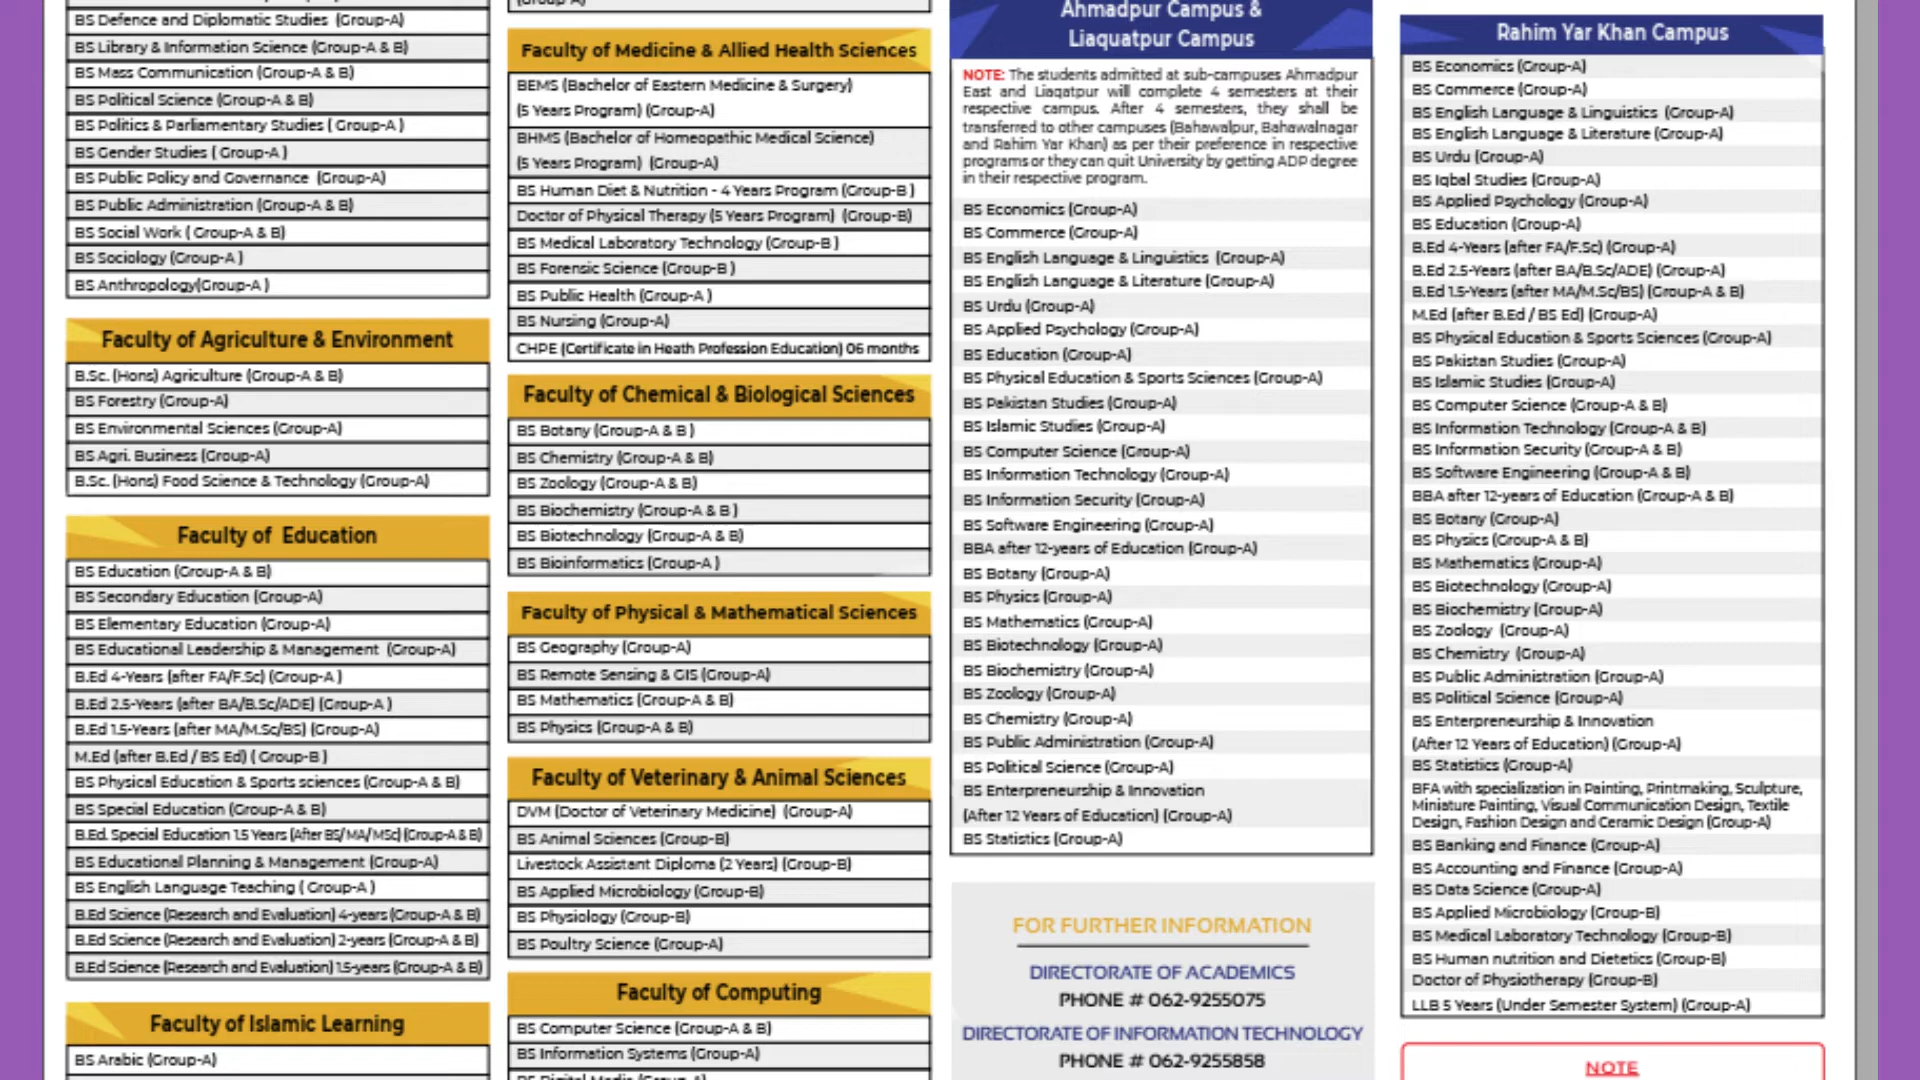 BS Defence and Diplomatic Studies (Group-A)
BS Library & Information Science (Group-A & B)
BS Mass Communication (Group-A & B)
BS Political Science (Group-A & B)
BS Politics & Parliamentary Studies ( Group-A )
BS Gender Studies ( Group-A )
BS Public Policy and Governance (Group-A)
BS Public Administration (Group-A & B)
BS Social Work ( Group-A & B)
BS Sociology (Group-A )
BS Anthropology(Group-A )
Faculty of Agriculture & Environment
B.Sc. (Hons) Agriculture (Group-A & B)
BS Forestry (Group-A)
BS Environmental Sciences (Group-A)
BS Agri. Business (Group-A)
B.Sc. (Hons) Food Science & Technology (Group-A)
Faculty of Education
BS Education (Group-A & B)
BS Secondary Education (Group-A)
BS Elementary Education (Group-A)
BS Educational Leadership & Management (Group-A)
B.Ed 4-Years (after FA/F.Sc) (Group-A )
B.Ed 2.5-Years (after BA/B.Sc/ADE) (Group-A )
B.Ed 1.5-Years (after MA/M.Sc/BS) (Group-A)
M.Ed (after B.Ed / BS Ed) ( Group-B )
BS Physical Education & Sports sciences (Group-A & B)
BS Special Education (Group-A & B)
B.Ed. Special Education 1.5 Years (After BS/MA/MSc) (Group-A & B)
BS Educational Planning & Management (Group-A)
BS English Language Teaching ( Group-A )
B.Ed Science (Research and Evaluation) 4-years (Group-A & B)
B.Ed Science (Research and Evaluation) 2-years (Group-A & B)
B.Ed Science (Research and Evaluation) 1.5-years (Group-A & B)
Faculty of Islamic Learning
BS Arabic (Group-A)
(Group-A)
Faculty of Medicine & Allied Health Sciences
BEMS (Bachelor of Eastern Medicine & Surgery)
(5 Years Program) (Group-A)
BHMS (Bachelor of Homeopathic Medical Science)
(5 Years Program) (Group-A)
BS Human Diet & Nutrition - 4 Years Program (Group-B )
Doctor of Physical Therapy (5 Years Program) (Group-B)
BS Medical Laboratory Technology (Group-B )
BS Forensic Science (Group-B )
BS Public Health (Group-A )
BS Nursing (Group-A)
CHPE (Certificate in Heath Profession Education) 06 months
Faculty of Chemical & Biological Sciences
BS Botany (Group-A & B )
BS Chemistry (Group-A & B)
BS Zoology (Group-A & B)
BS Biochemistry (Group-A & B )
BS Biotechnology (Group-A & B)
BS Bioinformatics (Group-A )
Faculty of Physical & Mathematical Sciences
BS Geography (Group-A)
BS Remote Sensing & GIS (Group-A)
BS Mathematics (Group-A & B)
BS Physics (Group-A & B)
Faculty of Veterinary & Animal Sciences
DVM (Doctor of Veterinary Medicine) (Group-A)
BS Animal Sciences (Group-B)
Livestock Assistant Diploma (2 Years) (Group-B)
BS Applied Microbiology (Group-B)
BS Physiology (Group-B)
BS Poultry Science (Group-A)
Faculty of Computing
BS Computer Science (Group-A & B)
BS Information Systems (Group-A)
BS Digital Media (Group-A)
Ahmadpur Campus &
Liaquatpur Campus
NOTE: The students admitted at sub-campuses Ahmadpur
East and Liaqatpur will complete 4 semesters at their
respective campus. After 4 semesters, they shall be
transferred to other campuses (Bahawalpur, Bahawalnagar
and Rahim Yar Khan) as per their preference in respective
programs or they can quit University by getting ADP degree
in their respective program.
BS Economics (Group-A)
BS Commerce (Group-A)
BS English Language & Linguistics (Group-A)
BS English Language & Literature (Group-A)
BS Urdu (Group-A)
BS Applied Psychology (Group-A)
BS Education (Group-A)
BS Physical Education & Sports Sciences (Group-A)
BS Pakistan Studies (Group-A)
BS Islamic Studies (Group-A)
BS Computer Science (Group-A)
BS Information Technology (Group-A)
BS Information Security (Group-A)
BS Software Engineering (Group-A)
BBA after 12-years of Education (Group-A)
BS Botany (Group-A)
BS Physics (Group-A)
BS Mathematics (Group-A)
BS Biotechnology (Group-A)
BS Biochemistry (Group-A)
BS Zoology (Group-A)
BS Chemistry (Group-A)
BS Public Administration (Group-A)
BS Political Science (Group-A)
BS Enterpreneurship & Innovation
(After 12 Years of Education) (Group-A)
BS Statistics (Group-A)
FOR FURTHER INFORMATION
DIRECTORATE OF ACADEMICS
PHONE # 062-9255075
DIRECTORATE OF INFORMATION TECHNOLOGY
PHONE # 062-9255858
Rahim Yar Khan Campus
BS Economics (Group-A)
BS Commerce (Group-A)
BS English Language & Linguistics (Group-A)
BS English Language & Literature (Group-A)
BS Urdu (Group-A)
BS Iqbal Studies (Group-A)
BS Applied Psychology (Group-A)
BS Education (Group-A)
B.Ed 4-Years (after FA/F.Sc) (Group-A)
B.Ed 2.5-Years (after BA/B.Sc/ADE) (Group-A)
B.Ed 1.5-Years (after MA/M.Sc/BS) (Group-A & B)
M.Ed (after B.Ed / BS Ed) (Group-A)
BS Physical Education & Sports Sciences (Group-A)
BS Pakistan Studies (Group-A)
BS Islamic Studies (Group-A)
BS Computer Science (Group-A & B)
BS Information Technology (Group-A & B)
BS Information Security (Group-A & B)
BS Software Engineering (Group-A & B)
BBA after 12-years of Education (Group-A & B)
BS Botany (Group-A)
BS Physics (Group-A & B)
BS Mathematics (Group-A)
BS Biotechnology (Group-A)
BS Biochemistry (Group-A)
BS Zoology (Group-A)
BS Chemistry (Group-A)
BS Public Administration (Group-A)
BS Political Science (Group-A)
BS Enterpreneurship & Innovation
(After 12 Years of Education) (Group-A)
BS Statistics (Group-A)
BFA with specialization in Painting, Printmaking, Sculpture,
Miniature Painting, Visual Communication Design, Textile
Design, Fashion Design and Ceramic Design (Group-A)
BS Banking and Finance (Group-A)
BS Accounting and Finance (Group-A)
BS Data Science (Group-A)
BS Applied Microbiology (Group-B)
BS Medical Laboratory Technology (Group-B)
BS Human nutrition and Dietetics (Group-B)
Doctor of Physiotherapy (Group-B)
LLB 5 Years (Under Semester System) (Group-A)
NOTE